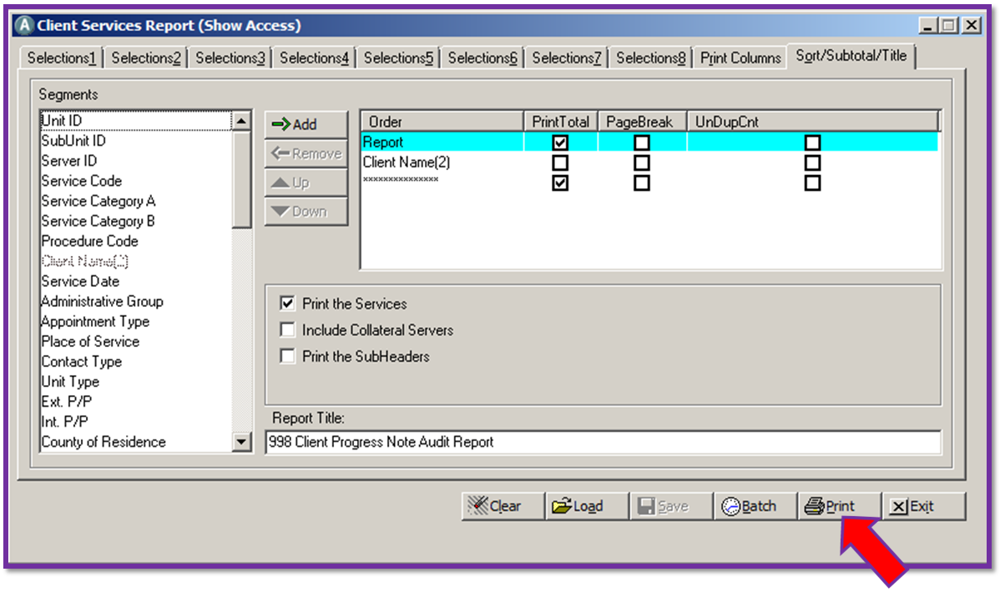 A Client Services Report (Show Access)
Selections1 Selections2 Selections3 Selections4 Selections5 Selections6 Selections7 Selections8 Print Columns Sort/Subtotal/Title
Segments
Unit ID
SubUnit ID
Server ID
Service Code
Service Category A
Service Category B
Procedure Code
Client Name(2)
Service Date
Administrative Group
Appointment Type
Place of Service
Contact Type
Unit Type
Ext. P/P
Int. P/P
County of Residence
Add
Remove
Up
Down
Order PrintTotal PageBreak UnDupCnt
Report
Client Name(2)
***************
Print the Services
Include Collateral Servers
Print the SubHeaders
Report Title:
998 Client Progress Note Audit Report
Clear Load Save Batch Print Exit